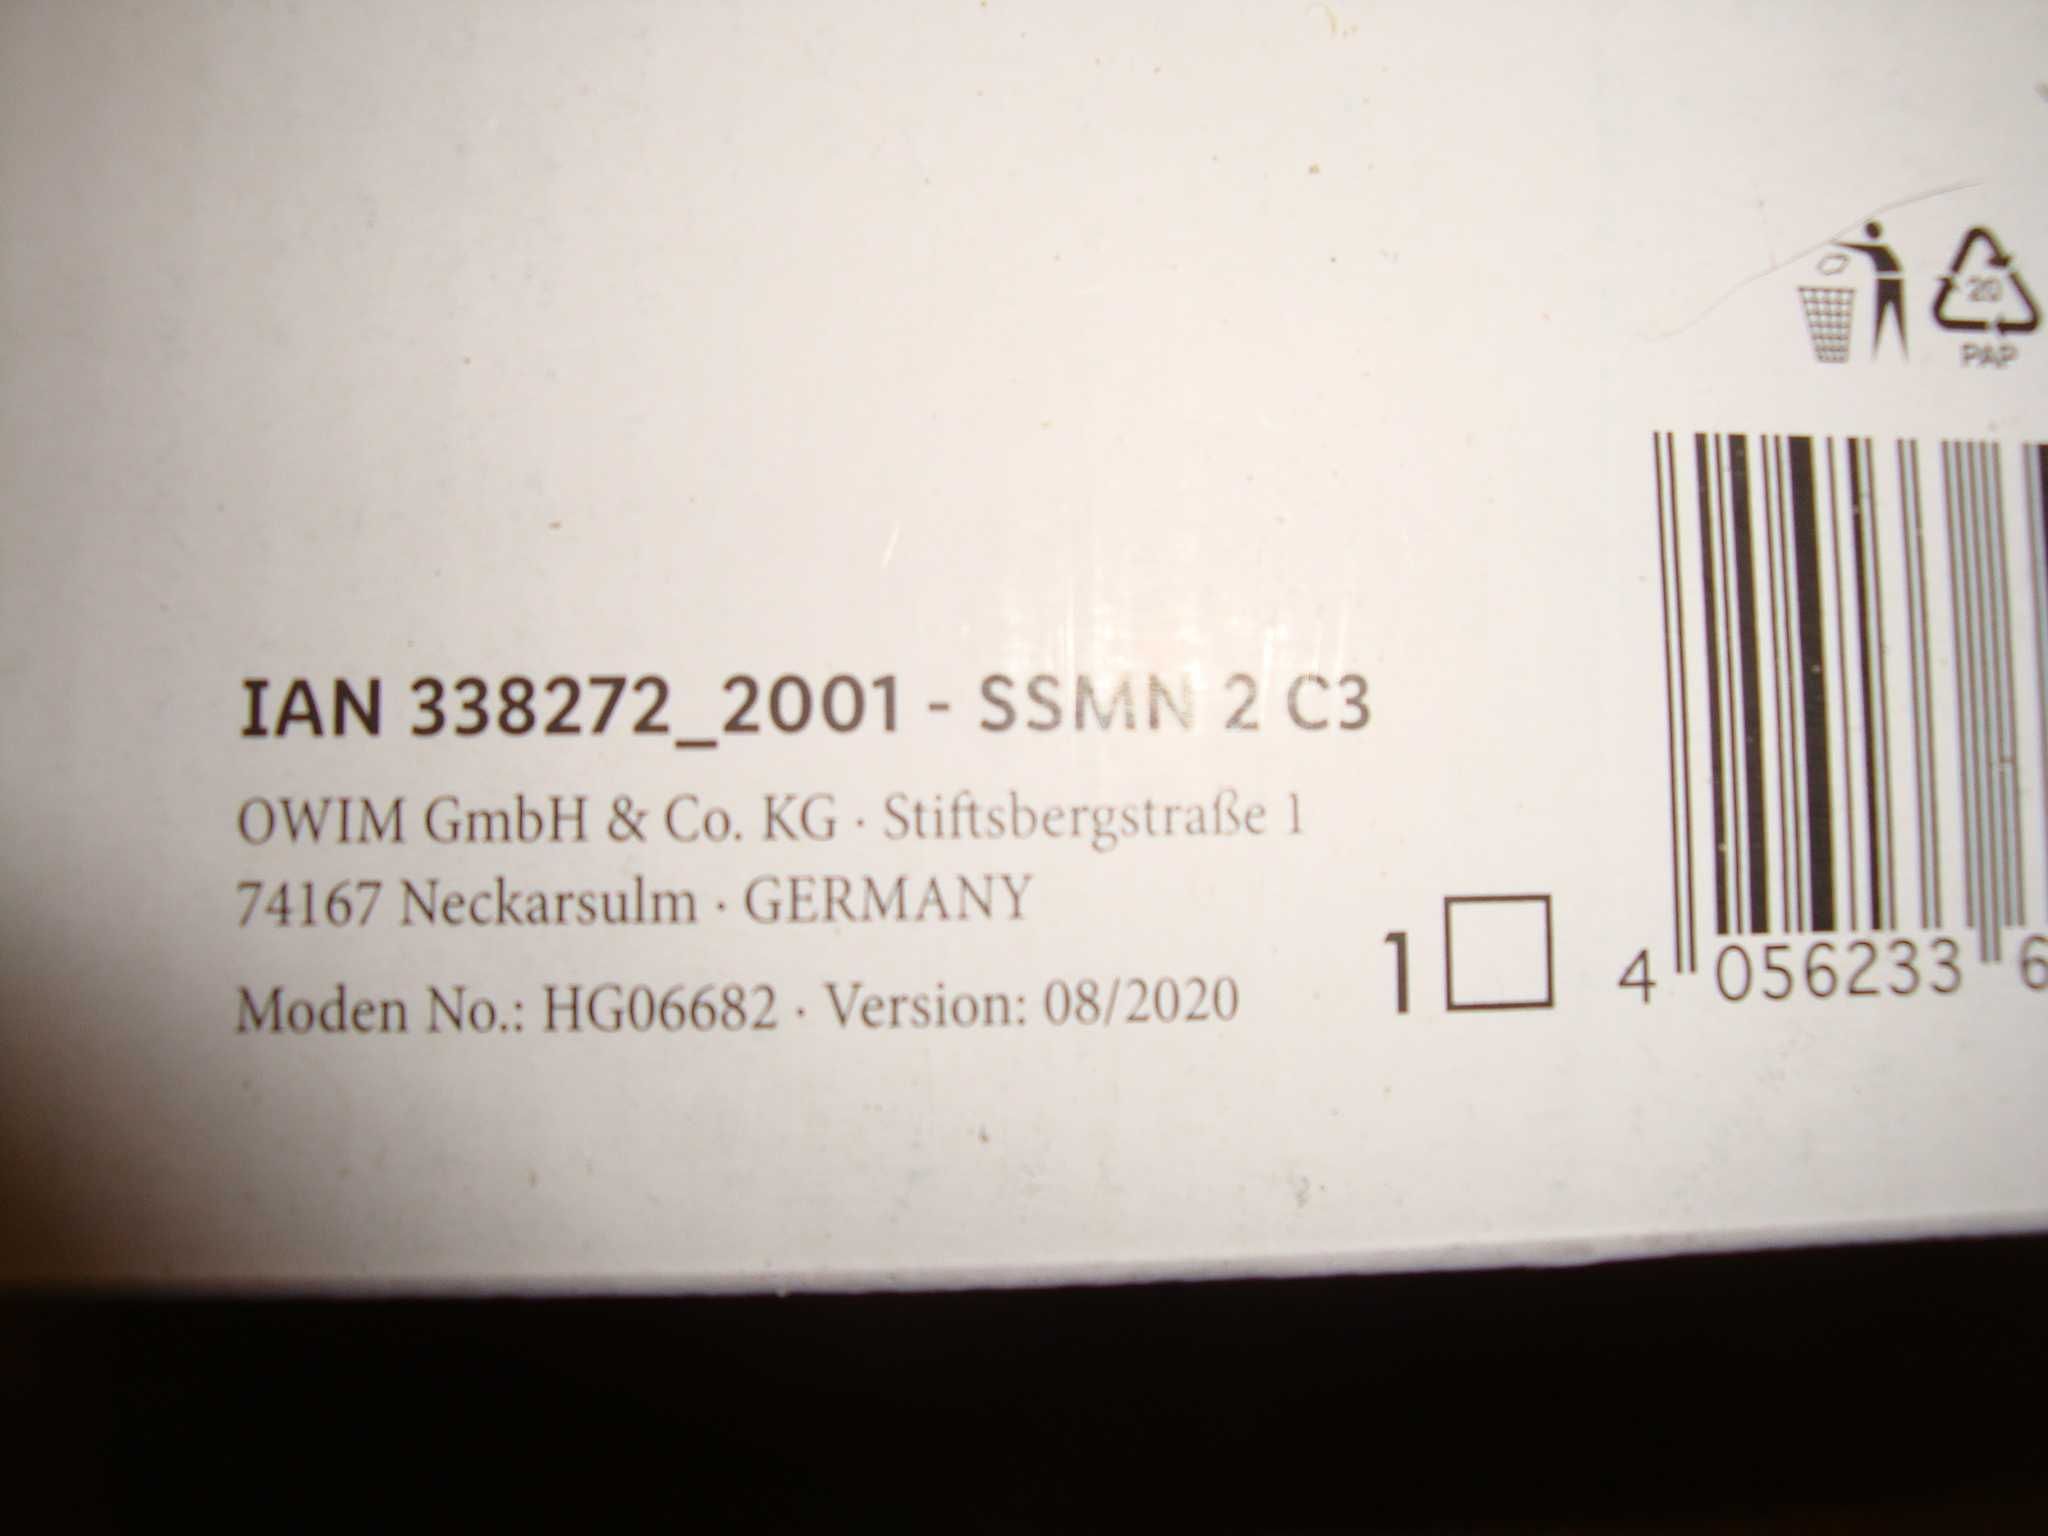 20
PAP
IAN 338272_2001 - SSMN 2 C3
OWIM GmbH & Co. KG · Stiftsbergstraße 1
74167 Neckarsulm · GERMANY
Moden No.: HG06682 · Version: 08/2020
1
4 056233 6